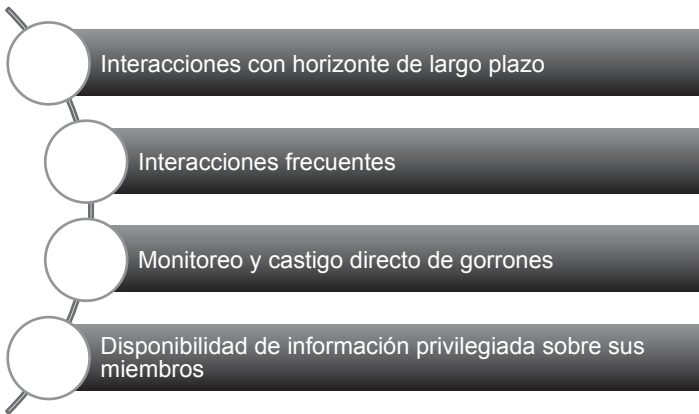 Interacciones con horizonte de largo plazo
Interacciones frecuentes
Monitoreo y castigo directo de gorrones
Disponibilidad de información privilegiada sobre sus
miembros